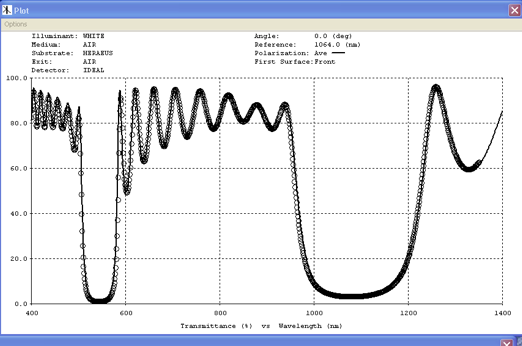 Plot
Options
Illuminant: WHITE
Medium: AIR
Substrate: HERAEUS
Exit: AIR
Detector: IDEAL
Angle: 0.0 (deg)
Reference: 1064.0 (nm)
Polarization: Ave
First Surface: Front
100.0
80.0
60.0
40.0
20.0
0.0
400 600 800 1000 1200 1400
Transmittance (%) vs Wavelength (nm)